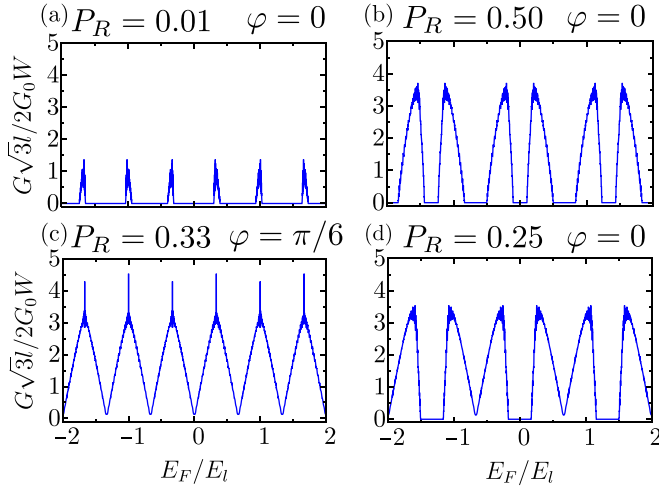 (a) P_R = 0.01 φ = 0
(b) P_R = 0.50 φ = 0
G√3l/2G₀W
5
4
3
2
1
0
5
4
3
2
1
0
(c) P_R = 0.33 φ = π/6
(d) P_R = 0.25 φ = 0
G√3l/2G₀W
5
4
3
2
1
0
5
4
3
2
1
0
−2 −1 0 1 2
−2 −1 0 1 2
E_F/E_l
E_F/E_l